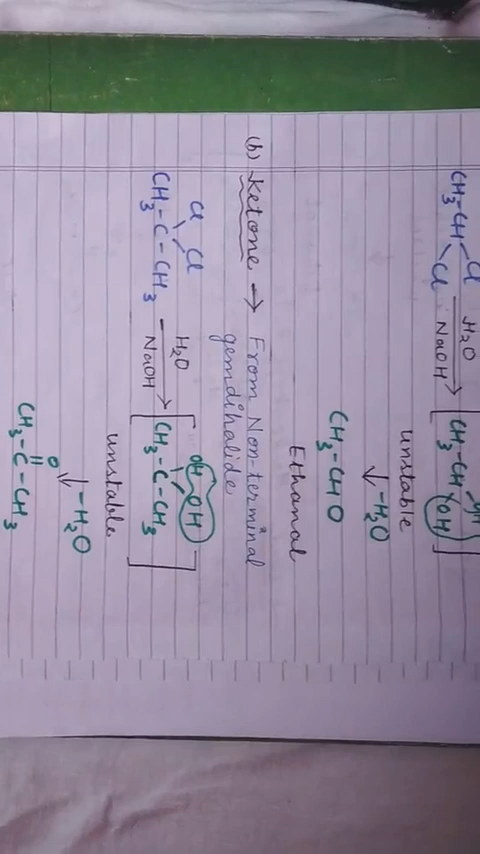 CH3-CH
Cl
Cl
H2O
NaOH
CH3-CH
OH
OH
unstable
-H2O
CH3-CHO
Ethanal
(b) Ketone → From Non-terminal
gemdihalide
Cl Cl
CH3-C-CH3
H2O
NaOH
OH OH
CH3-C-CH3
unstable
-H2O
O
CH3-C-CH3